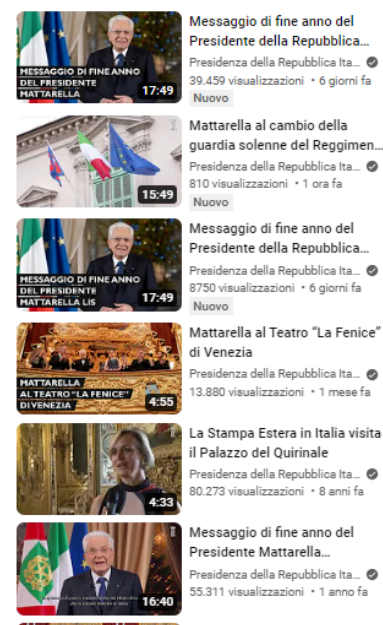 MESSAGGIO DI FINE ANNO
DEL PRESIDENTE
MATTARELLA
17:49
Messaggio di fine anno del
Presidente della Repubblica...
Presidenza della Repubblica Ita...
39.459 visualizzazioni • 6 giorni fa
Nuovo
15:49
Mattarella al cambio della
guardia solenne del Reggimen...
Presidenza della Repubblica Ita...
810 visualizzazioni • 1 ora fa
Nuovo
MESSAGGIO DI FINE ANNO
DEL PRESIDENTE
MATTARELLA LIS
17:49
Messaggio di fine anno del
Presidente della Repubblica...
Presidenza della Repubblica Ita...
8750 visualizzazioni • 6 giorni fa
Nuovo
MATTARELLA
AL TEATRO "LA FENICE"
DI VENEZIA
4:55
Mattarella al Teatro “La Fenice”
di Venezia
Presidenza della Repubblica Ita...
13.880 visualizzazioni • 1 mese fa
4:33
La Stampa Estera in Italia visita
il Palazzo del Quirinale
Presidenza della Repubblica Ita...
80.273 visualizzazioni • 8 anni fa
16:40
Messaggio di fine anno del
Presidente Mattarella...
Presidenza della Repubblica Ita...
55.311 visualizzazioni • 1 anno fa